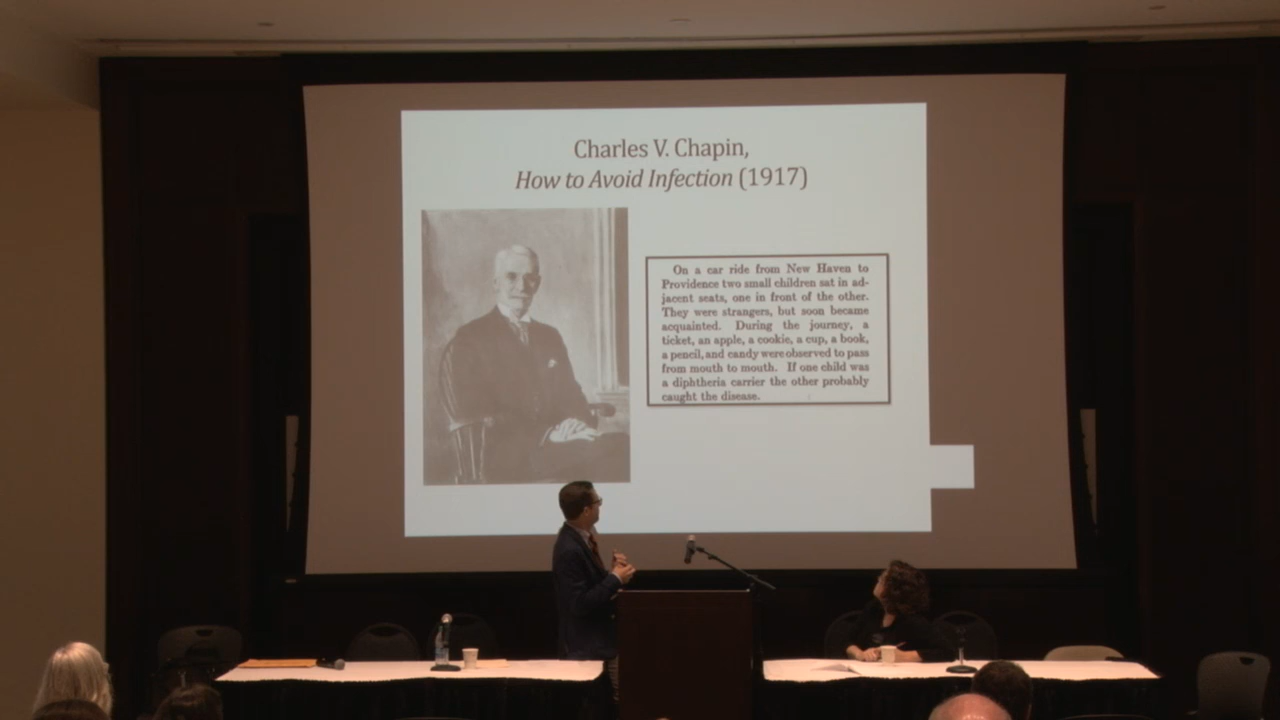 Charles V. Chapin,
How to Avoid Infection (1917)
On a car ride from New Haven to
Providence two small children sat in ad-
jacent seats, one in front of the other.
They were strangers, but soon became
acquainted. During the journey, a
ticket, an apple, a cookie, a cup, a book,
a pencil, and candy were observed to pass
from mouth to mouth. If one child was
a diphtheria carrier the other probably
caught the disease.